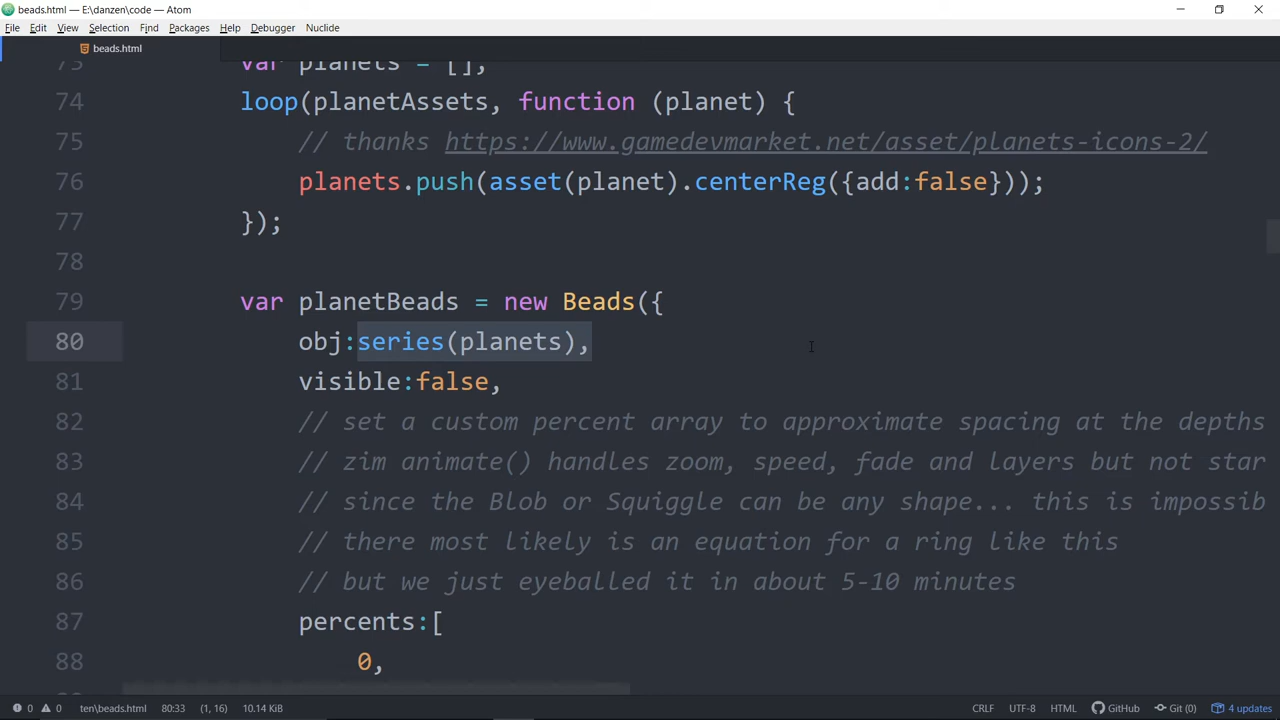 beads.html — E:\danzen\code — Atom
File Edit View Selection Find Packages Help Debugger Nuclide
beads.html
73 var planets = [],
74 loop(planetAssets, function (planet) {
75 // thanks https://www.gamedevmarket.net/asset/planets-icons-2/
76 planets.push(asset(planet).centerReg({add:false}));
77 });
78
79 var planetBeads = new Beads({
80 obj:series(planets),
81 visible:false,
82 // set a custom percent array to approximate spacing at the depths
83 // zim animate() handles zoom, speed, fade and layers but not star
84 // since the Blob or Squiggle can be any shape... this is impossib
85 // there most likely is an equation for a ring like this
86 // but we just eyeballed it in about 5-10 minutes
87 percents:[
88 0,
0 0 ten\beads.html 80:33 (1, 16) 10.14 KiB CRLF UTF-8 HTML GitHub Git (0) 4 updates